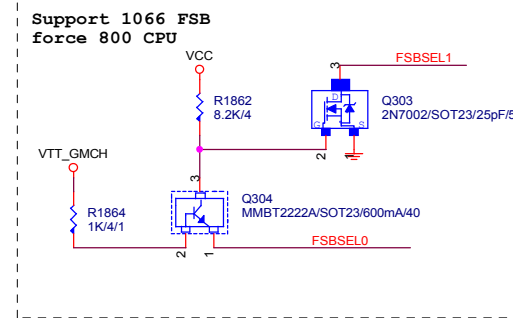 Support 1066 FSB
force 800 CPU
VCC
3
FSBSEL1
R1862
8.2K/4
D
G
S
Q303
2N7002/SOT23/25pF/5
2
1
VTT_GMCH
3
Q304
MMBT2222A/SOT23/600mA/40
R1864
1K/4/1
FSBSEL0
2
1